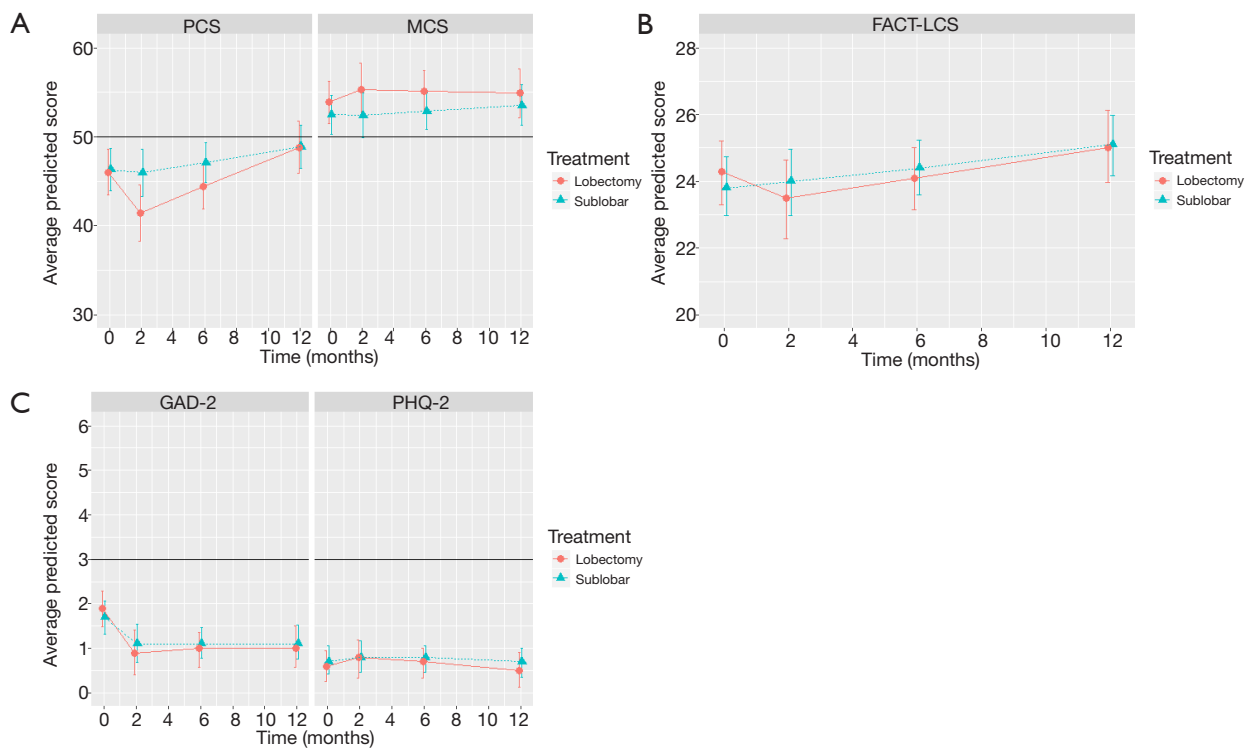 A
PCS
MCS
Average predicted score
60
50
40
30
0 2 4 6 8 10 12
0 2 4 6 8 10 12
Time (months)
Treatment
Lobectomy
Sublobar
B
FACT-LCS
Average predicted score
28
26
24
22
20
0 2 4 6 8 10 12
Time (months)
Treatment
Lobectomy
Sublobar
C
GAD-2
PHQ-2
Average predicted score
6
5
4
3
2
1
0
0 2 4 6 8 10 12
0 2 4 6 8 10 12
Time (months)
Treatment
Lobectomy
Sublobar